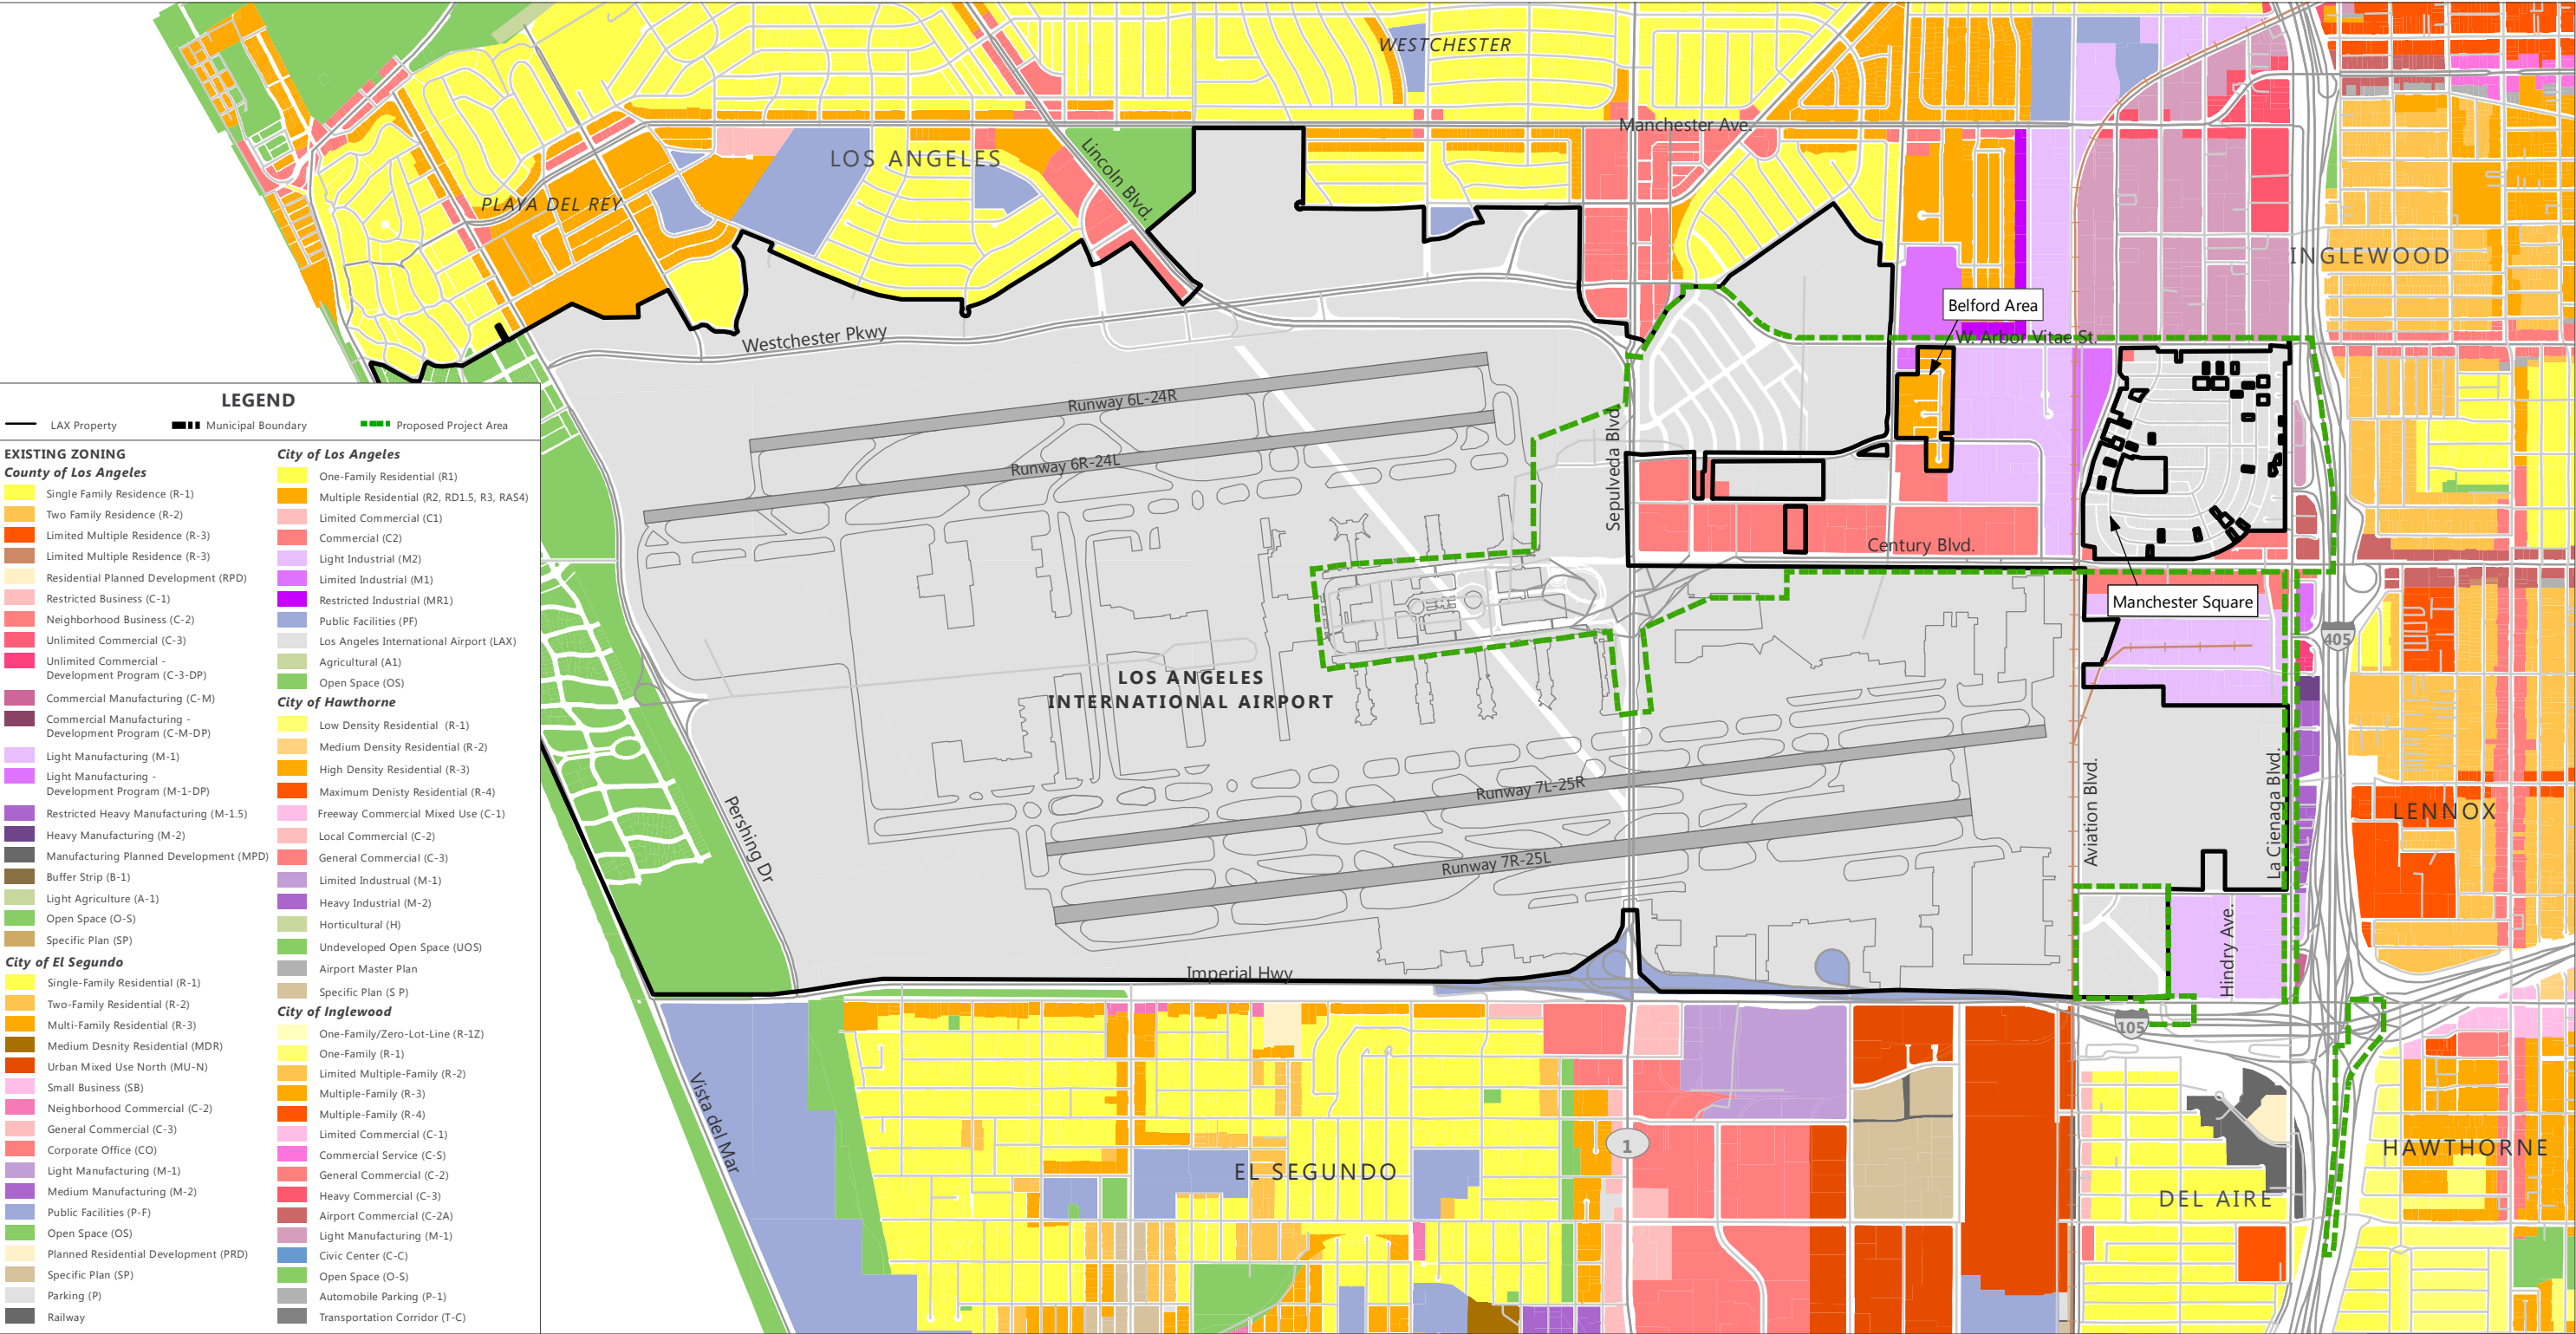 WESTCHESTER
Manchester Ave.
LOS ANGELES
Lincoln Blvd.
PLAYA DEL REY
INGLEWOOD
Belford Area
W. Arbor Vitae St.
Westchester Pkwy
Runway 6L-24R
Runway 6R-24L
Sepulveda Blvd.
Century Blvd.
Manchester Square
405
LOS ANGELES
INTERNATIONAL AIRPORT
Runway 7L-25R
Runway 7R-25L
Pershing Dr
Aviation Blvd.
La Cienaga Blvd.
LENNOX
Hindry Ave.
Imperial Hwy
105
Vista del Mar
1
EL SEGUNDO
HAWTHORNE
DEL AIRE
LEGEND
LAX Property
Municipal Boundary
Proposed Project Area
EXISTING ZONING
County of Los Angeles
Single Family Residence (R-1)
Two Family Residence (R-2)
Limited Multiple Residence (R-3)
Limited Multiple Residence (R-3)
Residential Planned Development (RPD)
Restricted Business (C-1)
Neighborhood Business (C-2)
Unlimited Commercial (C-3)
Unlimited Commercial -
Development Program (C-3-DP)
Commercial Manufacturing (C-M)
Commercial Manufacturing -
Development Program (C-M-DP)
Light Manufacturing (M-1)
Light Manufacturing -
Development Program (M-1-DP)
Restricted Heavy Manufacturing (M-1.5)
Heavy Manufacturing (M-2)
Manufacturing Planned Development (MPD)
Buffer Strip (B-1)
Light Agriculture (A-1)
Open Space (O-S)
Specific Plan (SP)
City of El Segundo
Single-Family Residential (R-1)
Two-Family Residential (R-2)
Multi-Family Residential (R-3)
Medium Desnity Residential (MDR)
Urban Mixed Use North (MU-N)
Small Business (SB)
Neighborhood Commercial (C-2)
General Commercial (C-3)
Corporate Office (CO)
Light Manufacturing (M-1)
Medium Manufacturing (M-2)
Public Facilities (P-F)
Open Space (OS)
Planned Residential Development (PRD)
Specific Plan (SP)
Parking (P)
Railway
City of Los Angeles
One-Family Residential (R1)
Multiple Residential (R2, RD1.5, R3, RAS4)
Limited Commercial (C1)
Commercial (C2)
Light Industrial (M2)
Limited Industrial (M1)
Restricted Industrial (MR1)
Public Facilities (PF)
Los Angeles International Airport (LAX)
Agricultural (A1)
Open Space (OS)
City of Hawthorne
Low Density Residential (R-1)
Medium Density Residential (R-2)
High Density Residential (R-3)
Maximum Denisty Residential (R-4)
Freeway Commercial Mixed Use (C-1)
Local Commercial (C-2)
General Commercial (C-3)
Limited Industrual (M-1)
Heavy Industrial (M-2)
Horticultural (H)
Undeveloped Open Space (UOS)
Airport Master Plan
Specific Plan (S P)
City of Inglewood
One-Family/Zero-Lot-Line (R-1Z)
One-Family (R-1)
Limited Multiple-Family (R-2)
Multiple-Family (R-3)
Multiple-Family (R-4)
Limited Commercial (C-1)
Commercial Service (C-S)
General Commercial (C-2)
Heavy Commercial (C-3)
Airport Commercial (C-2A)
Light Manufacturing (M-1)
Civic Center (C-C)
Open Space (O-S)
Automobile Parking (P-1)
Transportation Corridor (T-C)